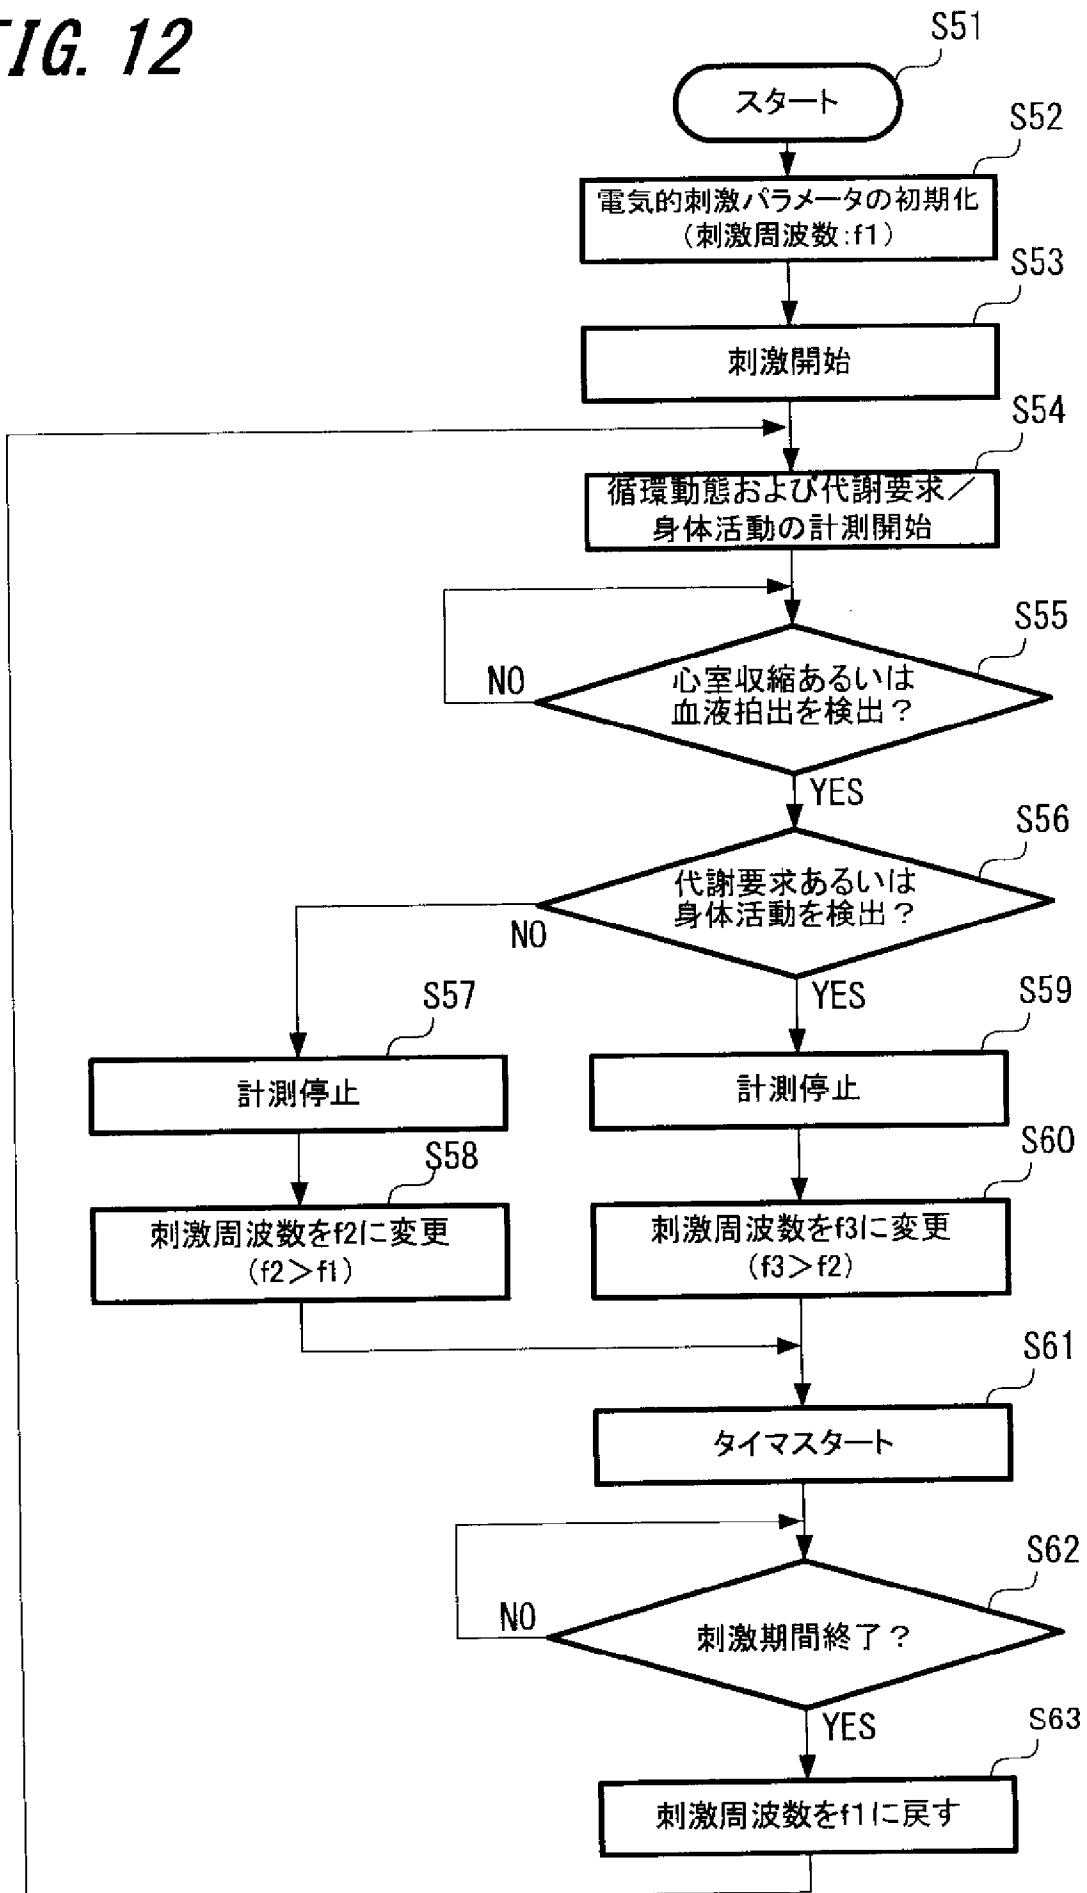 FIG. 12
S51
スタート
S52
電気的刺激パラメータの初期化
(刺激周波数:f1)
S53
刺激開始
S54
循環動態および代謝要求／
身体活動の計測開始
S55
心室収縮あるいは
血液拍出を検出？
NO
YES
S56
代謝要求あるいは
身体活動を検出？
NO
YES
S57
計測停止
S59
計測停止
S58
刺激周波数をf2に変更
(f2＞f1)
S60
刺激周波数をf3に変更
(f3＞f2)
S61
タイマスタート
S62
刺激期間終了？
NO
YES
S63
刺激周波数をf1に戻す